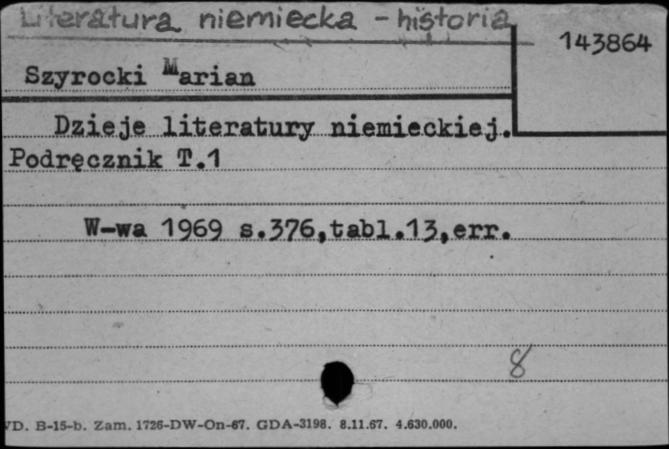 Literatura niemiecka - historia
143864
Szyrocki Marian
Dzieje literatury niemieckiej.
Podręcznik T.1
W-wa 1969 s.376,tabl.13,err.
8
D. B-15-b. Zam. 1726-DW-On-67. GDA-3198. 8.11.67. 4.630.000.